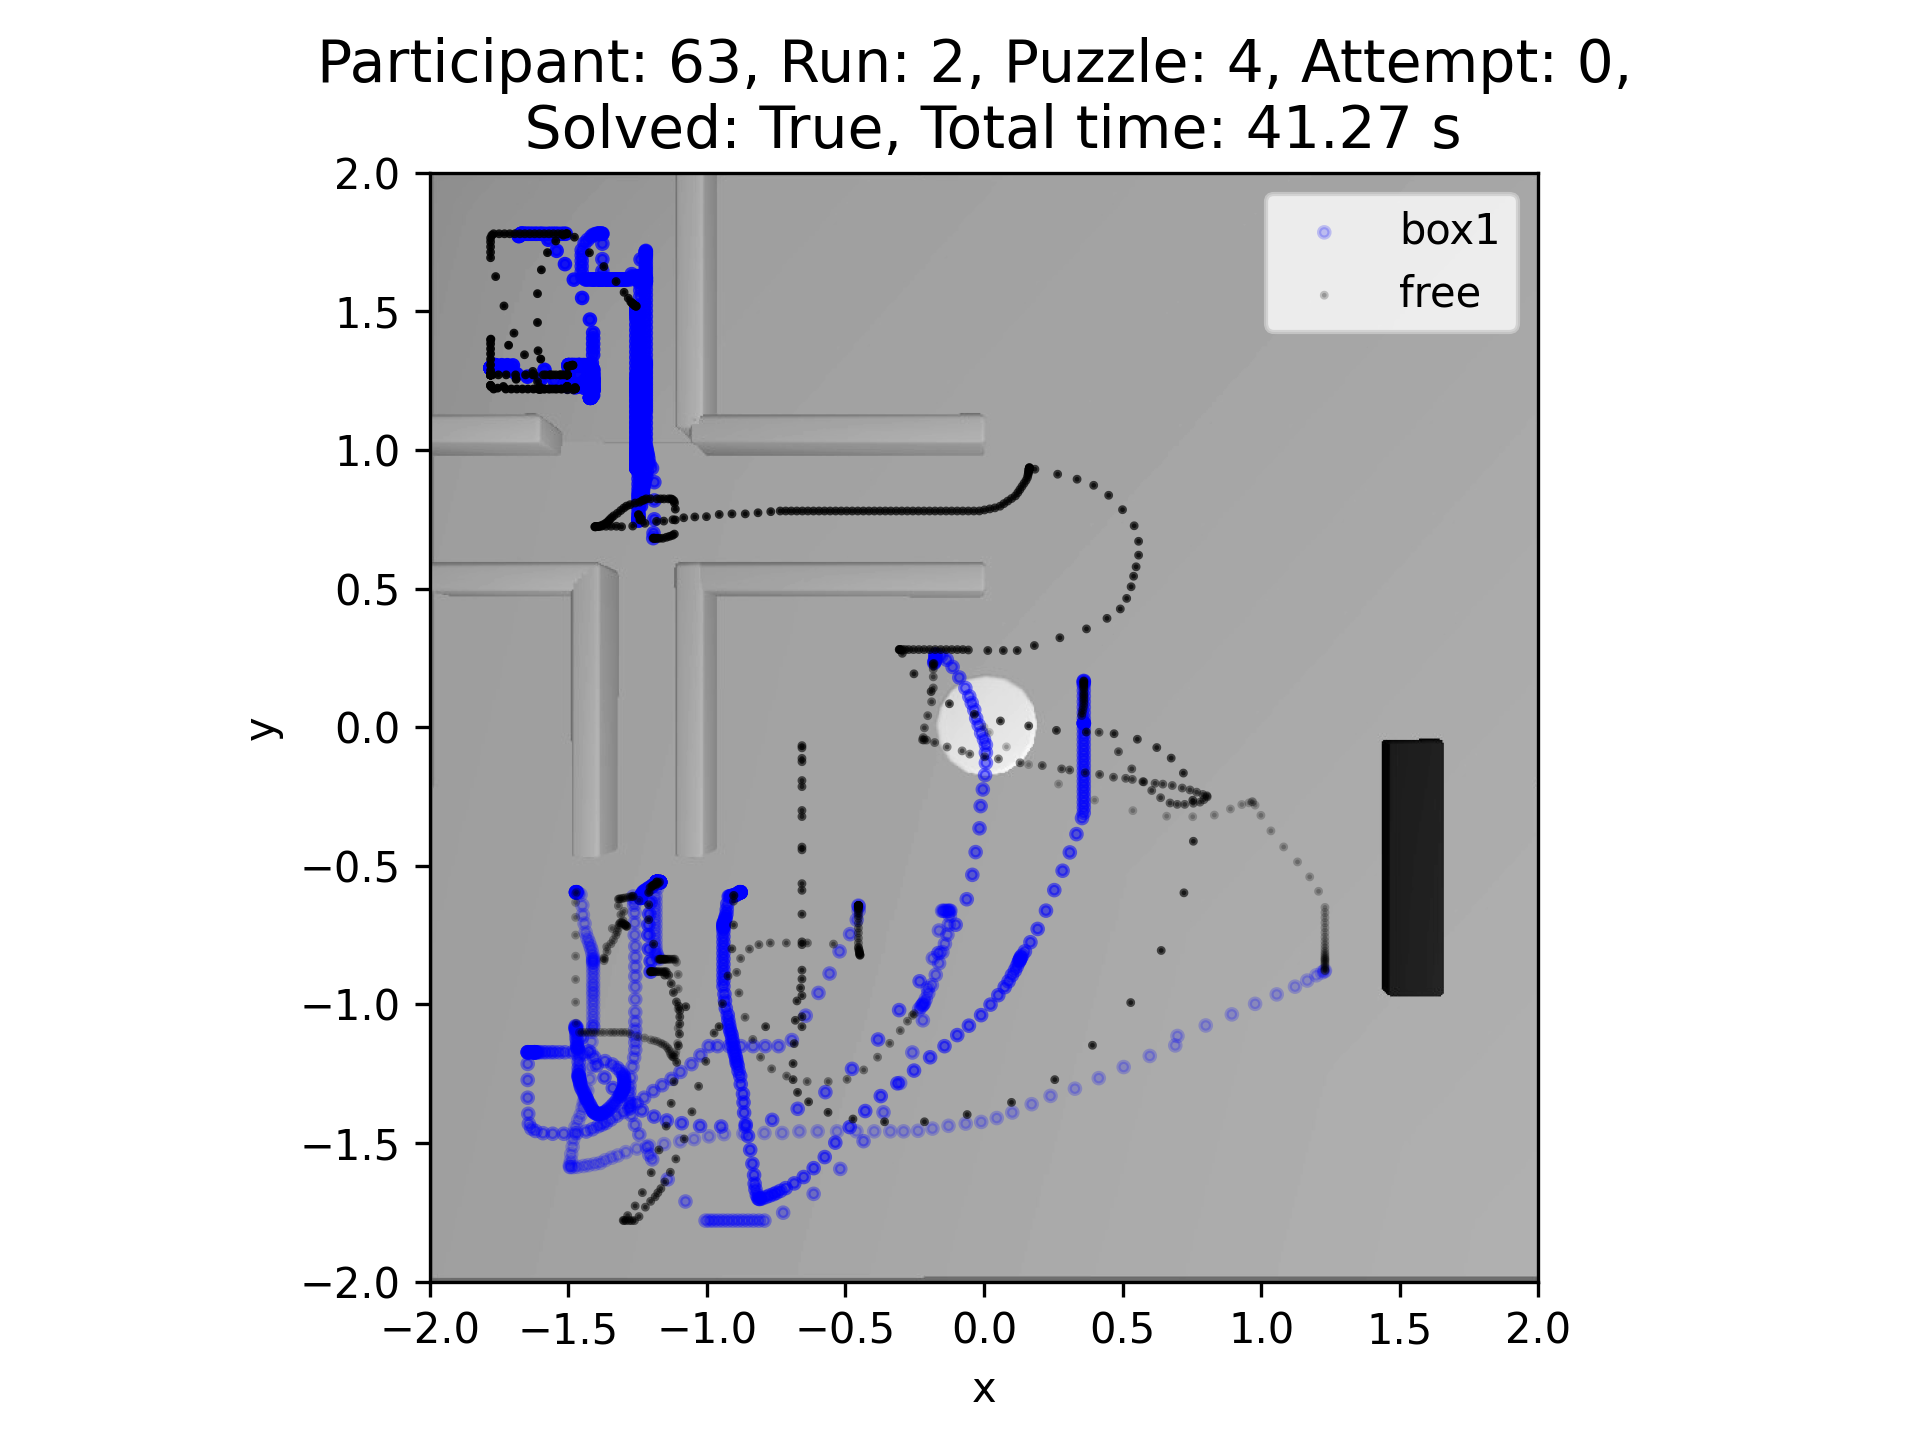 Participant: 63, Run: 2, Puzzle: 4, Attempt: 0,
Solved: True, Total time: 41.27 s
box1
free
2.0
1.5
1.0
0.5
0.0
−0.5
−1.0
−1.5
−2.0
y
−2.0 −1.5 −1.0 −0.5 0.0 0.5 1.0 1.5 2.0
x